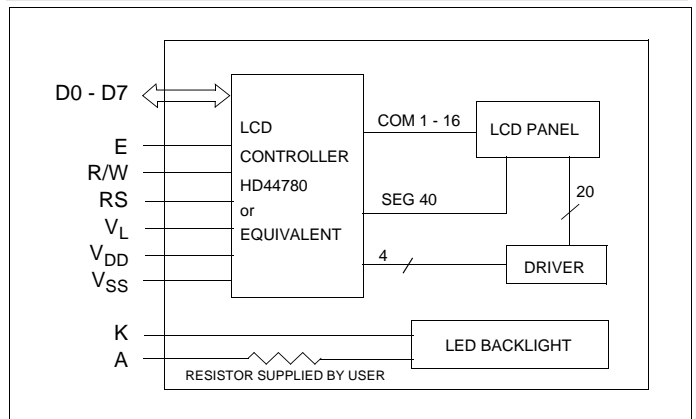 D0 - D7
E
R/W
RS
VL
VDD
VSS
K
A
LCD
CONTROLLER
HD44780
or
EQUIVALENT
COM 1 - 16
LCD PANEL
SEG 40
20
4
DRIVER
LED BACKLIGHT
RESISTOR SUPPLIED BY USER